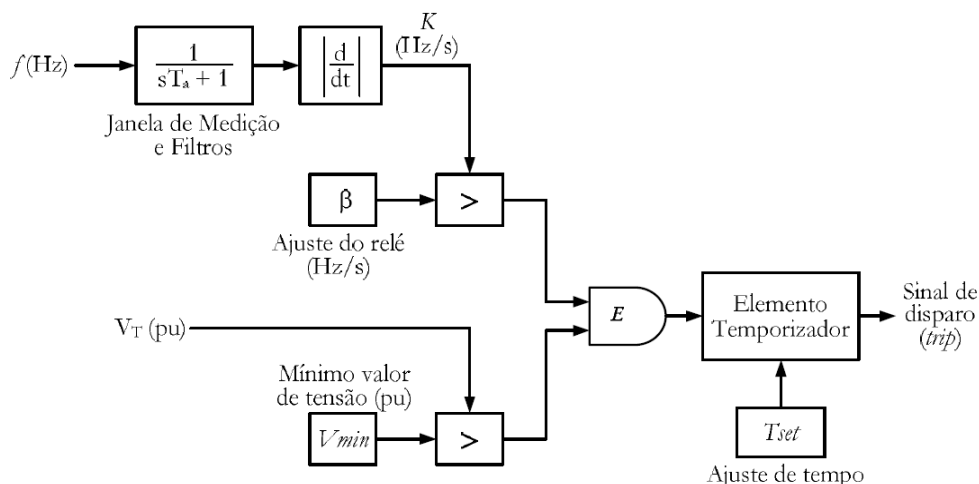 f(Hz)
1
sTa + 1
Janela de Medição
e Filtros
|d/dt|
K
(Hz/s)
β
Ajuste do relé
(Hz/s)
>
VT (pu)
Mínimo valor
de tensão (pu)
Vmin
>
E
Elemento
Temporizador
Sinal de
disparo
(trip)
Tset
Ajuste de tempo